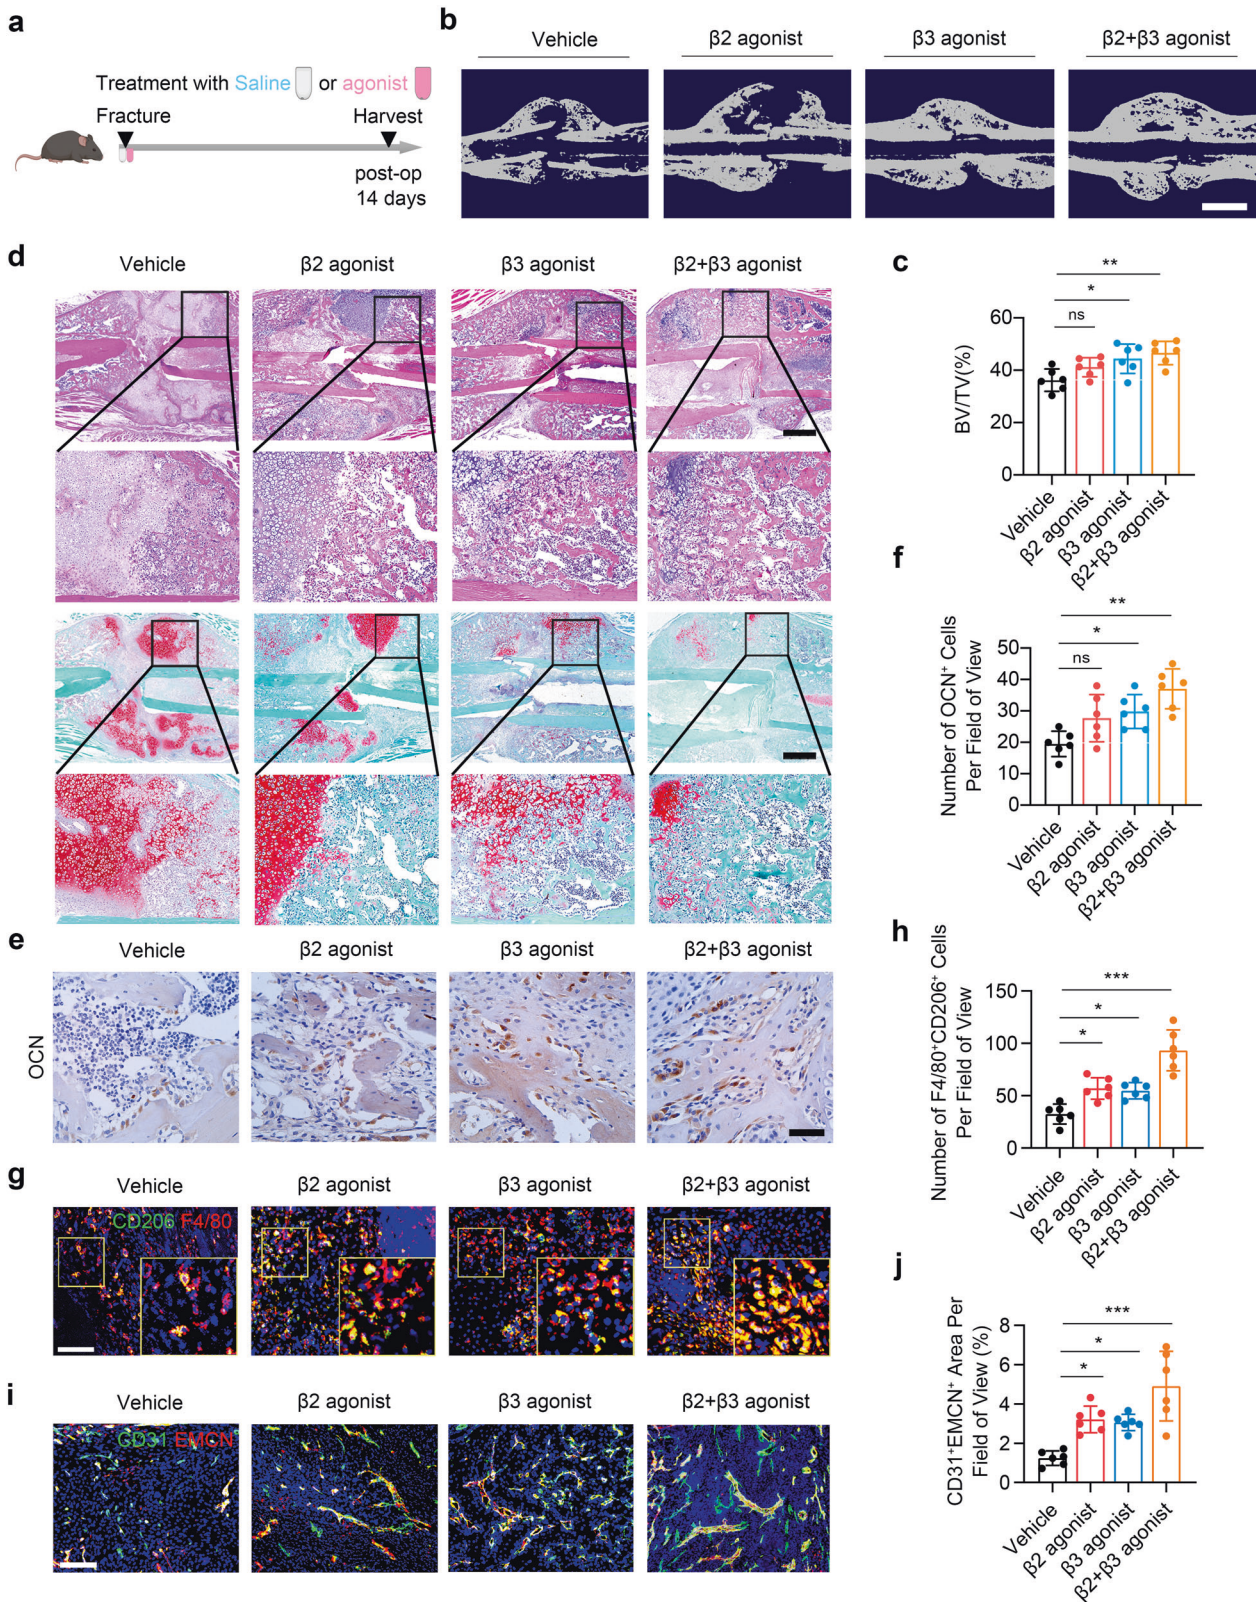 a
Treatment with Saline or agonist
Fracture
Harvest
post-op
14 days
b
Vehicle
β2 agonist
β3 agonist
β2+β3 agonist
c
BV/TV(%)
60
40
20
0
ns
*
**
Vehicle
β2 agonist
β3 agonist
β2+β3 agonist
d
Vehicle
β2 agonist
β3 agonist
β2+β3 agonist
e
Vehicle
β2 agonist
β3 agonist
β2+β3 agonist
OCN
f
Number of OCN⁺ Cells
Per Field of View
50
40
30
20
10
0
ns
*
**
Vehicle
β2 agonist
β3 agonist
β2+β3 agonist
g
Vehicle
β2 agonist
β3 agonist
β2+β3 agonist
CD206 F4/80
h
Number of F4/80⁺CD206⁺ Cells
Per Field of View
150
100
50
0
*
*
***
Vehicle
β2 agonist
β3 agonist
β2+β3 agonist
i
Vehicle
β2 agonist
β3 agonist
β2+β3 agonist
CD31 EMCN
j
CD31⁺EMCN⁺ Area Per
Field of View (%)
8
6
4
2
0
*
*
***
Vehicle
β2 agonist
β3 agonist
β2+β3 agonist